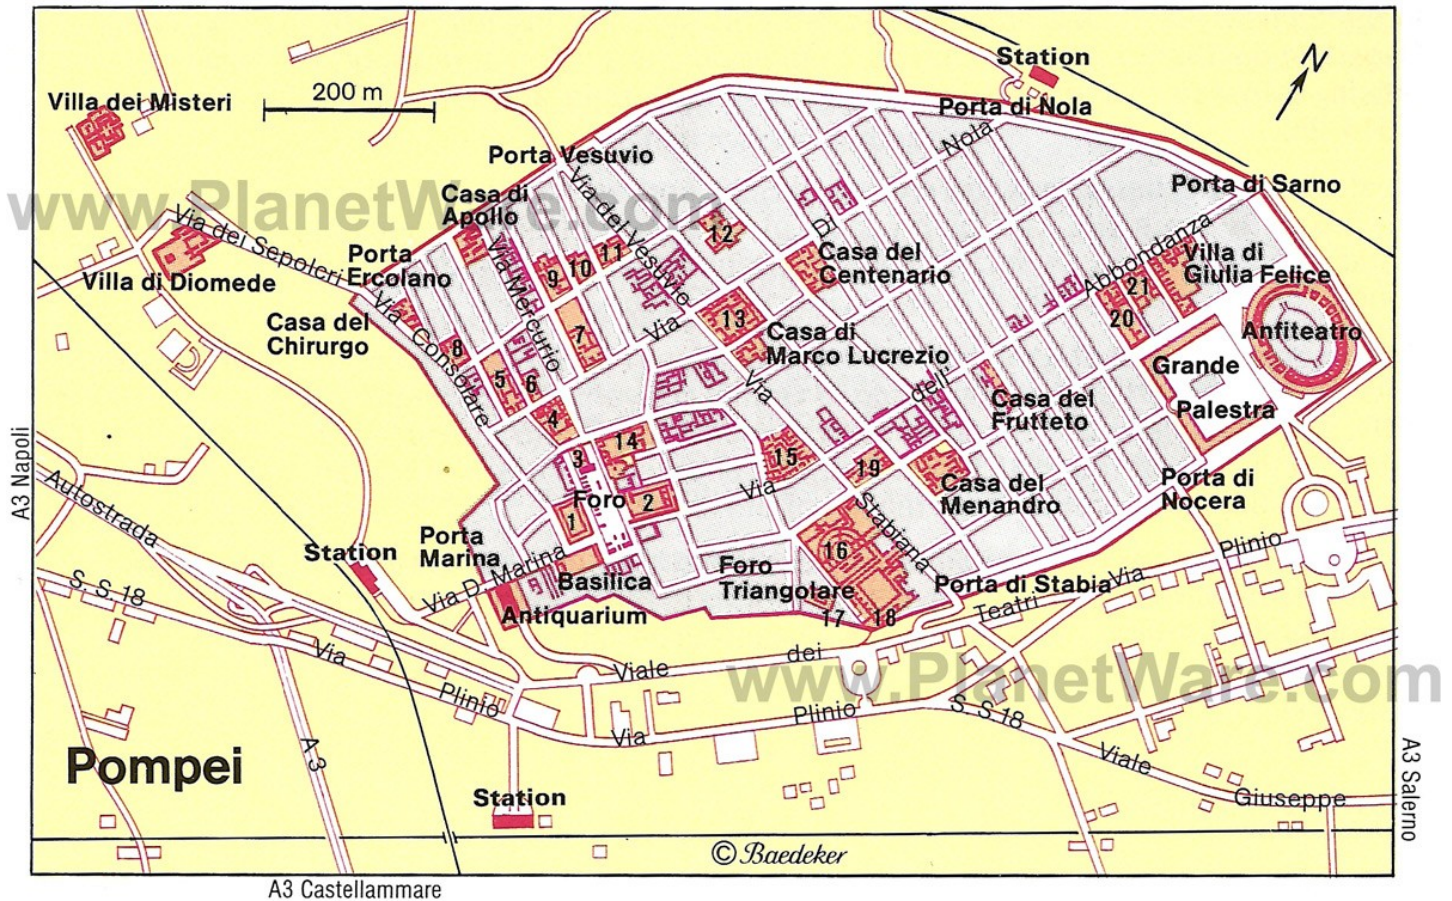 Station
N
Villa dei Misteri
200 m
Porta di Nola
Nola
Porta Vesuvio
www.PlanetWare.com
Casa di
Apollo
Via del Vesuvio
Porta di Sarno
Via dei Sepolcri
Porta
Ercolano
Via Mercurio
11
10
9
12
di
Casa del
Centenario
Abbondanza
Villa di
Giulia Felice
21
20
Villa di Diomede
Casa del
Chirurgo
Via Consolare
8
7
Via
13
Casa di
Marco Lucrezio
Anfiteatro
5
6
Grande
Palestra
4
Via
dell'
Casa del
Frutteto
3
14
15
19
Casa del
Menandro
Porta di
Nocera
A3 Napoli
Autostrada
Foro
1
2
Via
Stabiana
16
Porta
Marina
Station
Via D. Marina
Basilica
Antiquarium
Foro
Triangolare
17
18
Porta di Stabia
Teatri
Via
Plinio
S. S. 18
Via
Plinio
Viale
dei
www.PlanetWare.com
Via
Plinio
S. S. 18
Viale
Giuseppe
A 3
Pompei
Station
A3 Salerno
© Baedeker
A3 Castellammare